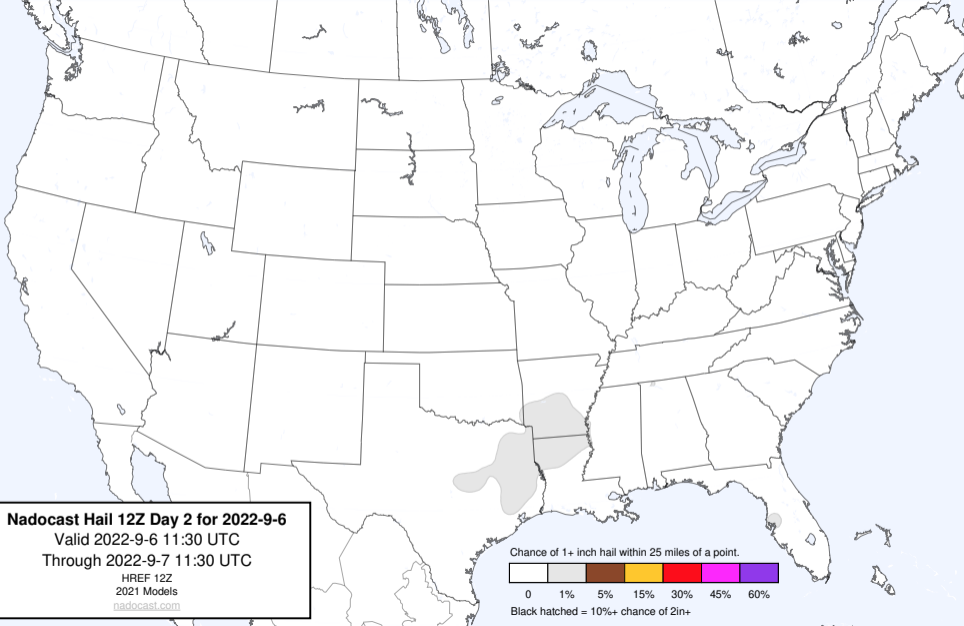 Nadocast Hail 12Z Day 2 for 2022-9-6
Valid 2022-9-6 11:30 UTC
Through 2022-9-7 11:30 UTC
HREF 12Z
2021 Models
nadocast.com
Chance of 1+ inch hail within 25 miles of a point.
0 1% 5% 15% 30% 45% 60%
Black hatched = 10%+ chance of 2in+